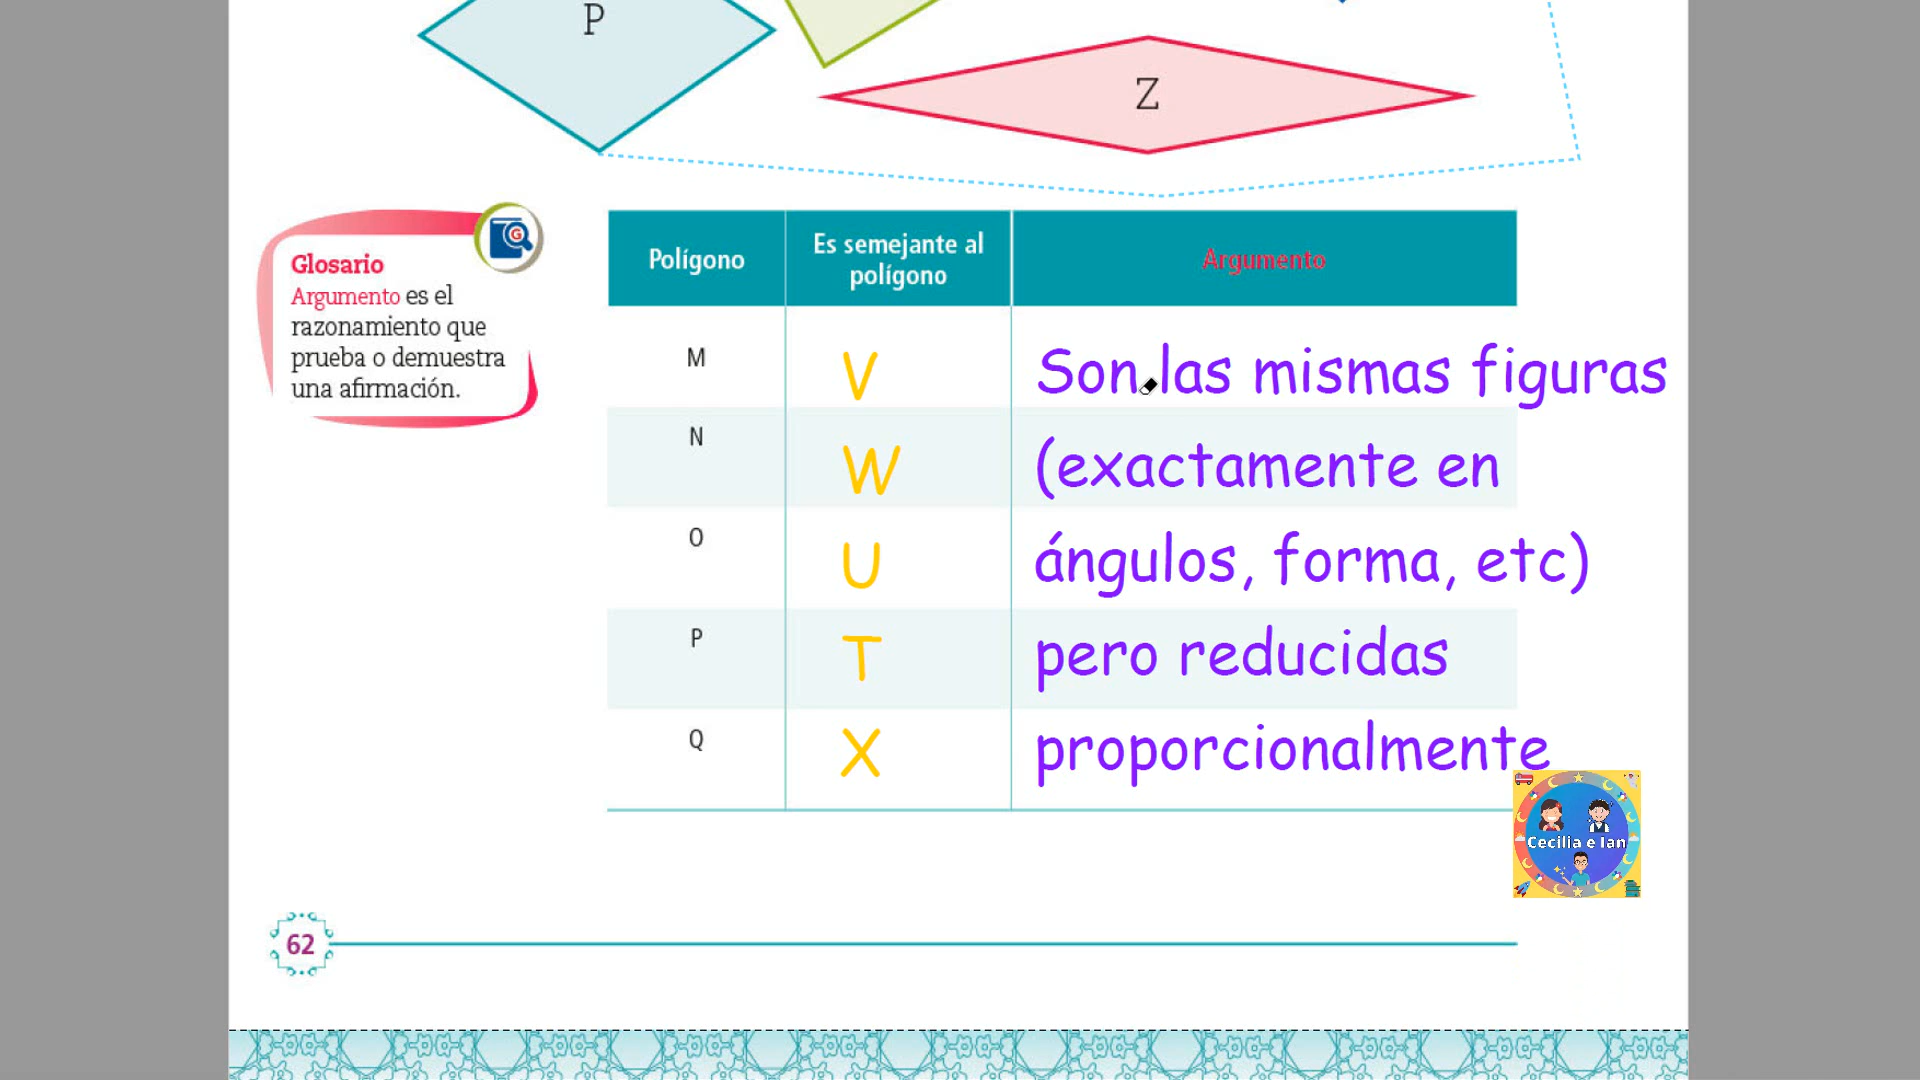 P
Z
Glosario
Argumento es el
razonamiento que
prueba o demuestra
una afirmación.
G
Polígono
Es semejante al
polígono
Argumento
M
V
Son las mismas figuras
N
W
(exactamente en
O
U
ángulos, forma, etc)
P
T
pero reducidas
Q
X
proporcionalmente
Cecilia e Ian
62